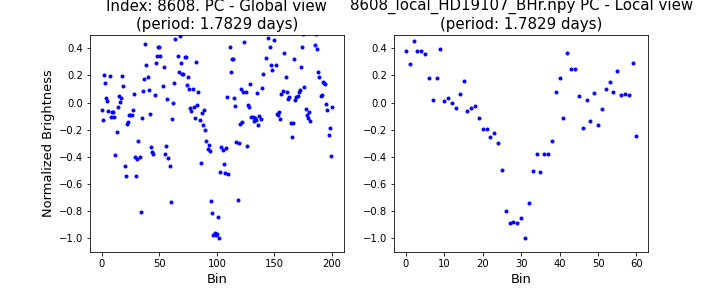 Index: 8608. PC - Global view
(period: 1.7829 days)
8608_local_HD19107_BHr.npy PC - Local view
(period: 1.7829 days)
Normalized Brightness
0.4
0.2
0.0
−0.2
−0.4
−0.6
−0.8
−1.0
0 50 100 150 200
Bin
0.4
0.2
0.0
−0.2
−0.4
−0.6
−0.8
−1.0
0 10 20 30 40 50 60
Bin